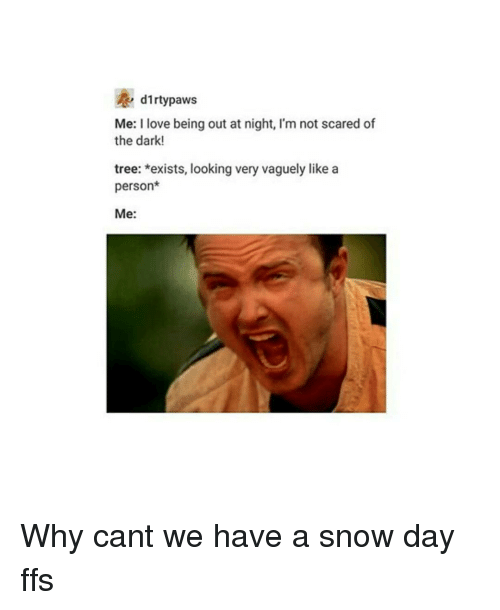 d1rtypaws
Me: I love being out at night, I'm not scared of
the dark!
tree: *exists, looking very vaguely like a
person*
Me:
Why cant we have a snow day
ffs